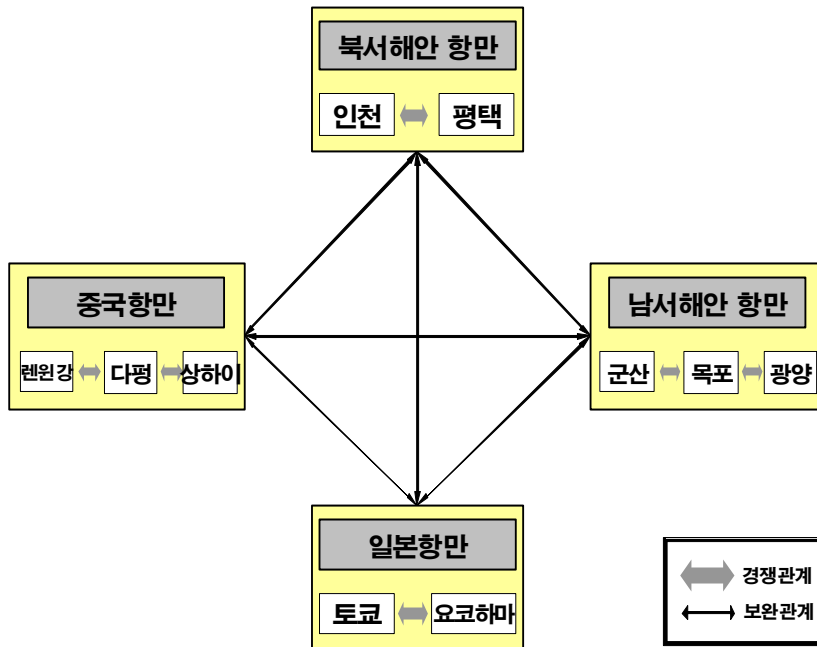 북서해안 항만
인천 평택
중국항만
렌윈강 다펑 상하이
남서해안 항만
군산 목포 광양
일본항만
토쿄 요코하마
경쟁관계
보완관계